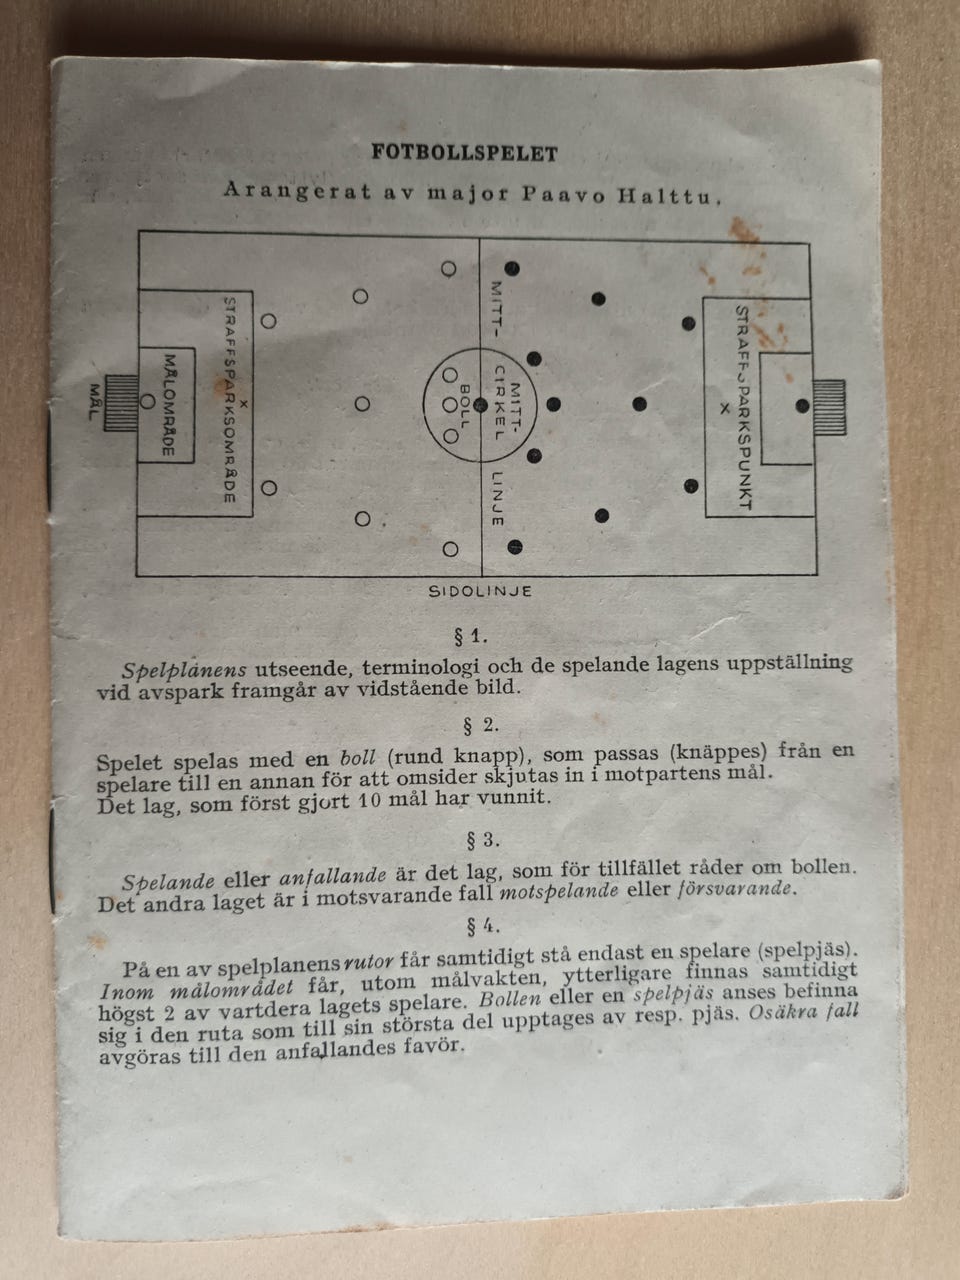 FOTBOLLSPELET
Arangerat av major Paavo Halttu.
MÅL
MÅLOMRÅDE
STRAFFSPARKSOMRÅDE
x
BOLL
MITT-
LINJE
MITT-
CIRKEL
x
STRAFFSPARKSPUNKT
SIDOLINJE
§ 1.
Spelplånens utseende, terminologi och de spelande lagens uppställning
vid avspark framgår av vidstående bild.
§ 2.
Spelet spelas med en boll (rund knapp), som passas (knäppes) från en
spelare till en annan för att omsider skjutas in i motpartens mål.
Det lag, som först gjort 10 mål har vunnit.
§ 3.
Spelande eller anfallande är det lag, som för tillfället råder om bollen.
Det andra laget är i motsvarande fall motspelande eller försvarande.
§ 4.
På en av spelplanens rutor får samtidigt stå endast en spelare (spelpjäs).
Inom målområdet får, utom målvakten, ytterligare finnas samtidigt
högst 2 av vartdera lagets spelare. Bollen eller en spelpjäs anses befinna
sig i den ruta som till sin största del upptages av resp. pjäs. Osäkra fall
avgöras till den anfallandes favör.